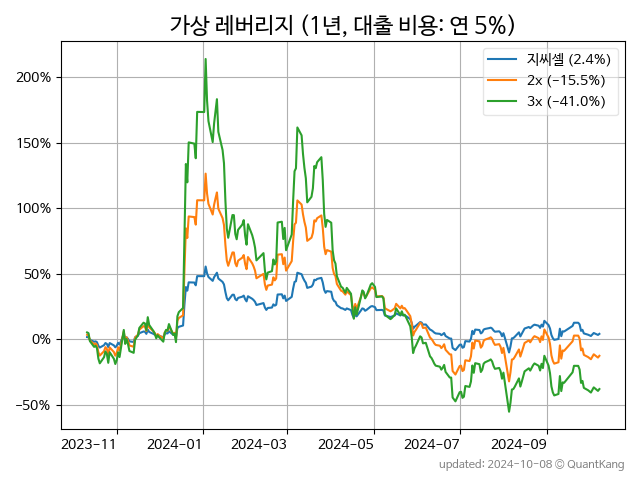 가상 레버리지 (1년, 대출 비용: 연 5%)
지씨셀 (2.4%)
2x (−15.5%)
3x (−41.0%)
200%
150%
100%
50%
0%
−50%
2023-11
2024-01
2024-03
2024-05
2024-07
2024-09
updated: 2024-10-08 © QuantKang